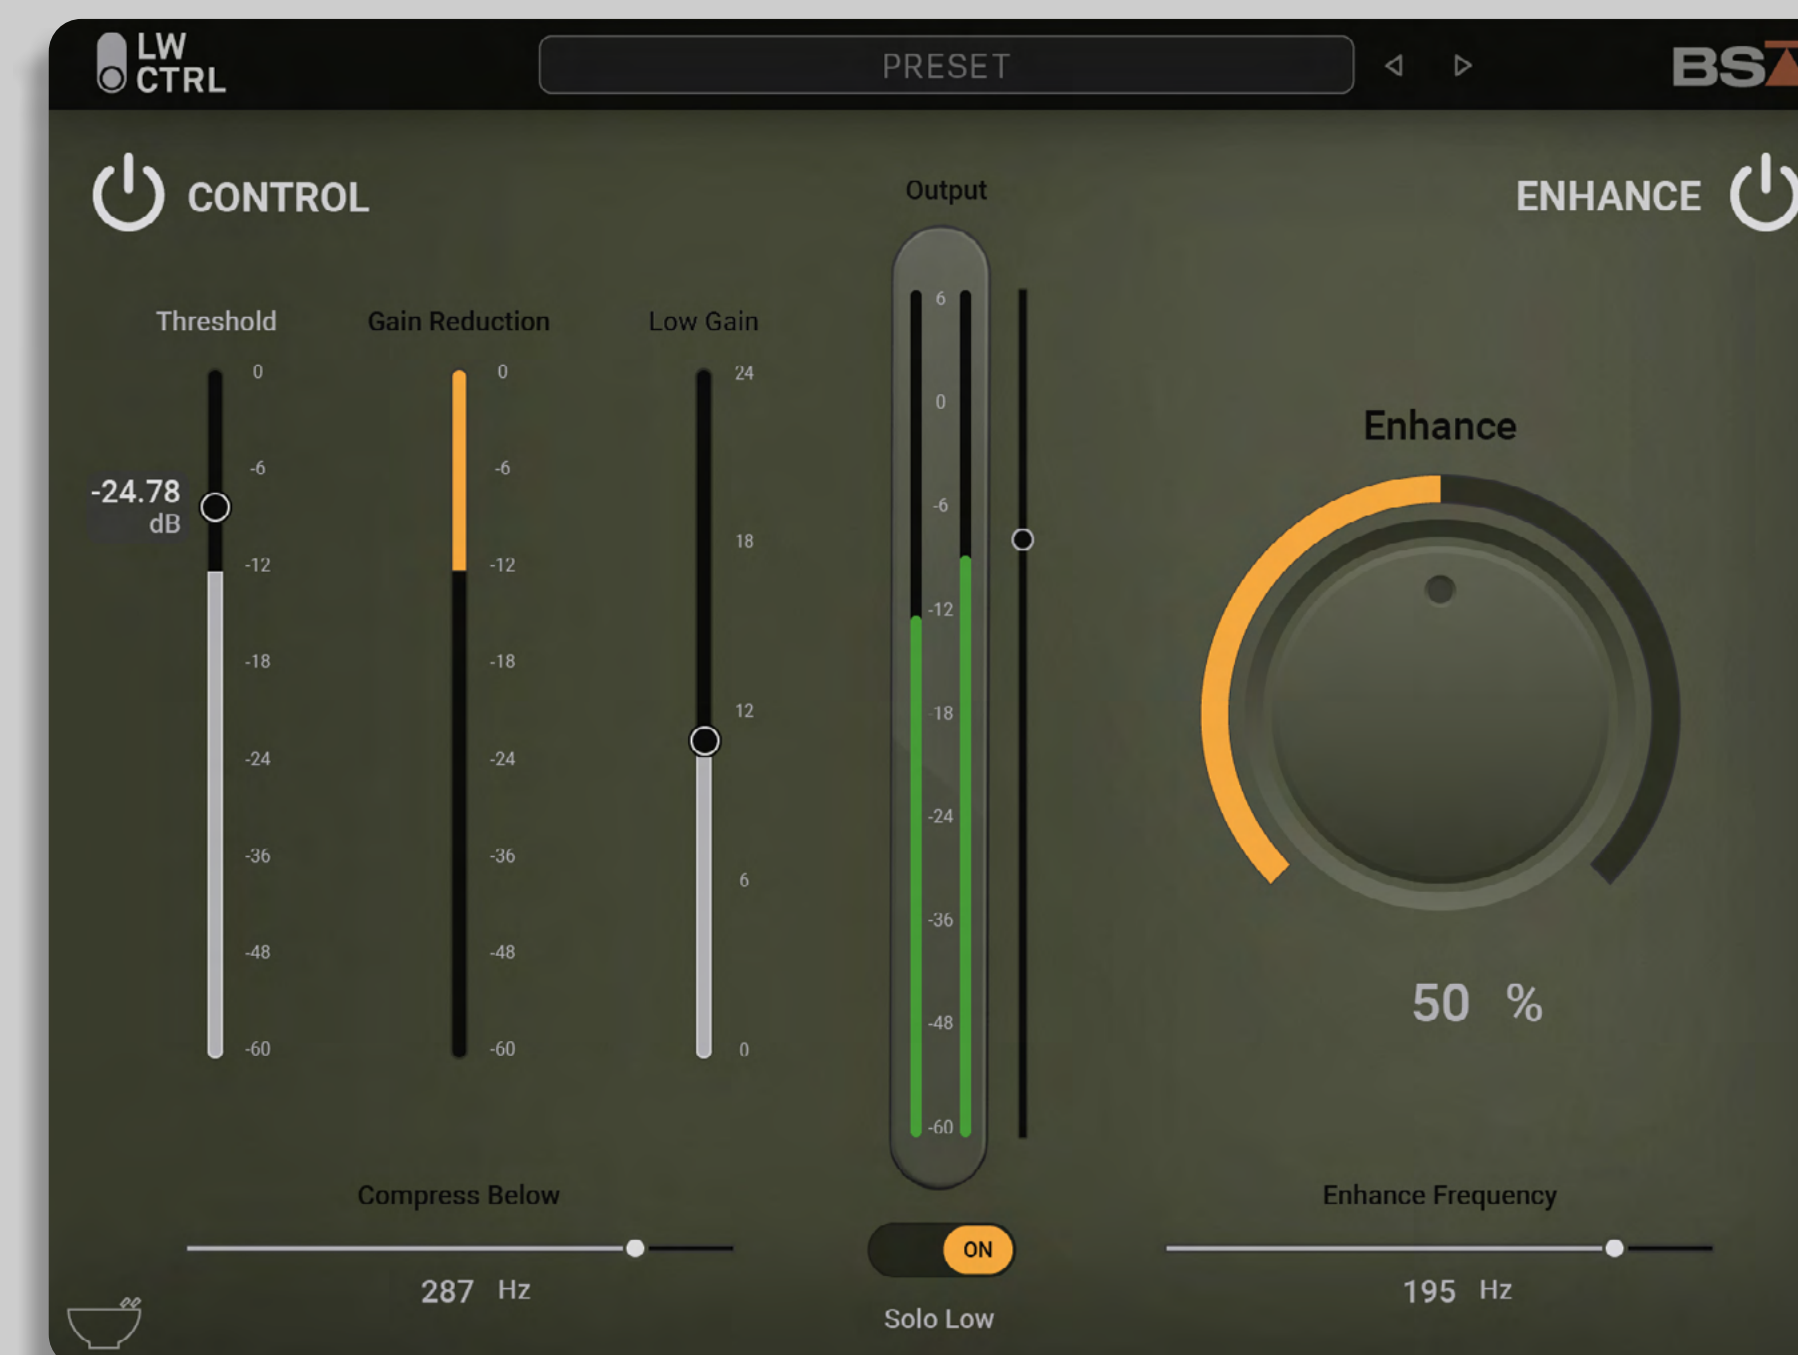 LW
CTRL
PRESET
BS
CONTROL
Output
ENHANCE
Threshold
Gain Reduction
Low Gain
Enhance
-24.78
dB
0
-6
-12
-18
-24
-36
-48
-60
0
-6
-12
-18
-24
-36
-48
-60
24
18
12
6
0
6
0
-6
-12
-18
-24
-36
-48
-60
50 %
Compress Below
287 Hz
ON
Solo Low
Enhance Frequency
195 Hz